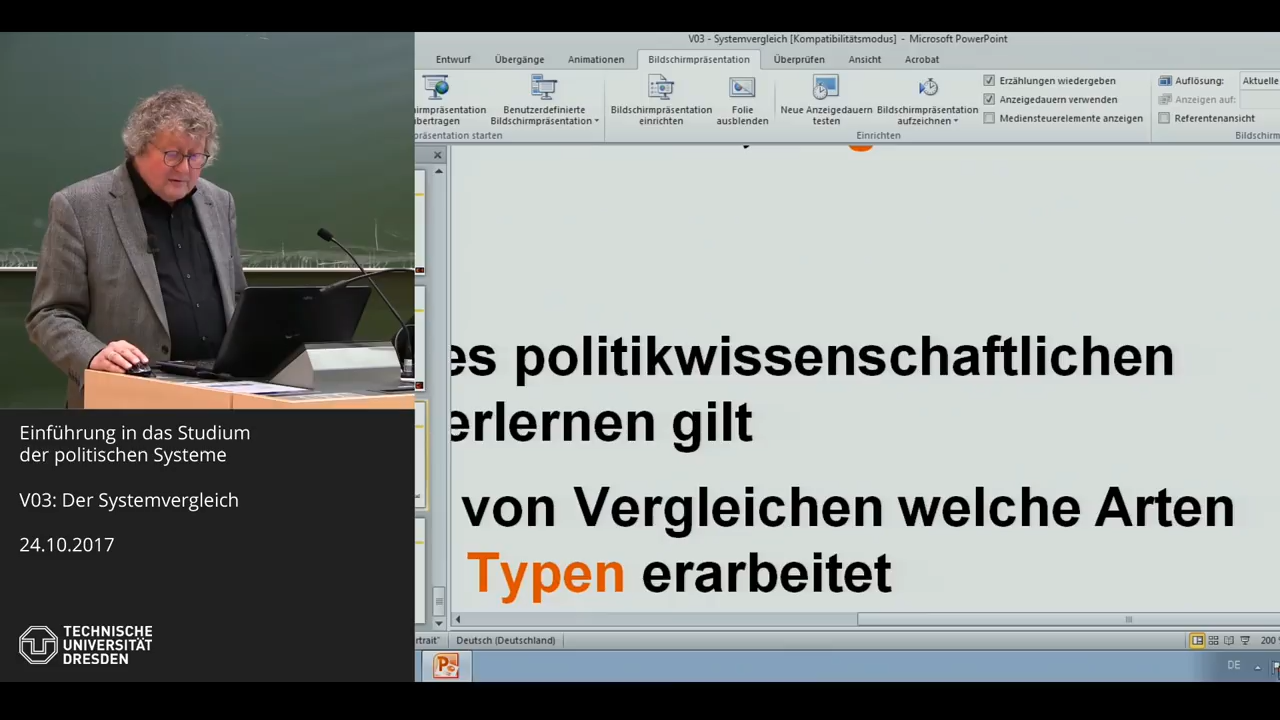 V03 - Systemvergleich [Kompatibilitätsmodus] - Microsoft PowerPoint
Entwurf Übergänge Animationen Bildschirmpräsentation Überprüfen Ansicht Acrobat
Benutzerdefinierte Bildschirmpräsentation
Bildschirmpräsentation einrichten
Folie ausblenden
Neue Anzeigedauern testen
Bildschirmpräsentation aufzeichnen
Erzählungen wiedergeben
Anzeigedauern verwenden
Mediensteuerelemente anzeigen
Auflösung: Aktuelle
Anzeigen auf:
Referentenansicht
Einrichten
es politikwissenschaftlichen
erlernen gilt
von Vergleichen welche Arten
Typen erarbeitet
Deutsch (Deutschland)
200
DE
Einführung in das Studium
der politischen Systeme
V03: Der Systemvergleich
24.10.2017
TECHNISCHE
UNIVERSITÄT
DRESDEN